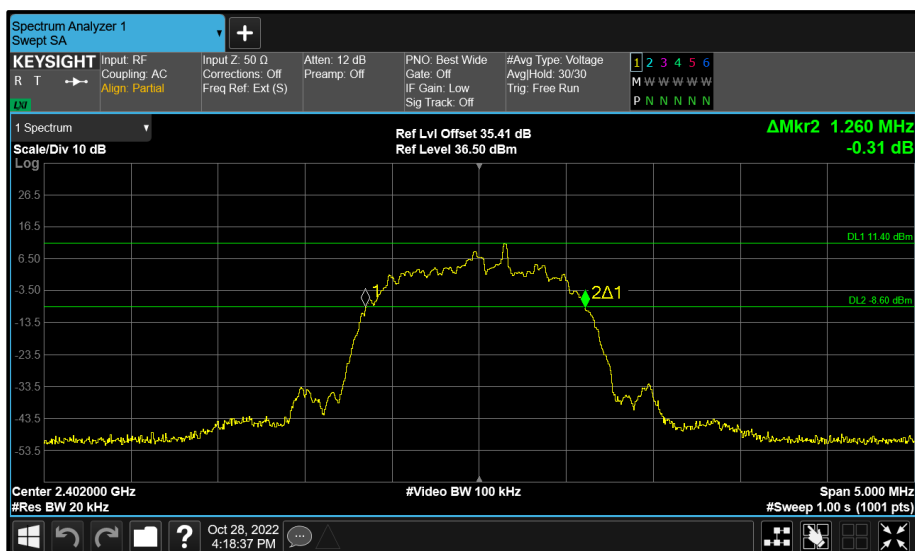 Spectrum Analyzer 1
Swept SA
+
KEYSIGHT
R T
LXI
Input: RF
Coupling: AC
Align: Partial
Input Z: 50 Ω
Corrections: Off
Freq Ref: Ext (S)
Atten: 12 dB
Preamp: Off
PNO: Best Wide
Gate: Off
IF Gain: Low
Sig Track: Off
#Avg Type: Voltage
Avg|Hold: 30/30
Trig: Free Run
1 2 3 4 5 6
M W W W W W
P N N N N N
1 Spectrum
Scale/Div 10 dB
Log
Ref Lvl Offset 35.41 dB
Ref Level 36.50 dBm
ΔMkr2 1.260 MHz
-0.31 dB
26.5
16.5
DL1 11.40 dBm
6.50
-3.50
1
2Δ1
DL2 -8.60 dBm
-13.5
-23.5
-33.5
-43.5
-53.5
Center 2.402000 GHz
#Video BW 100 kHz
Span 5.000 MHz
#Res BW 20 kHz
#Sweep 1.00 s (1001 pts)
?
Oct 28, 2022
4:18:37 PM